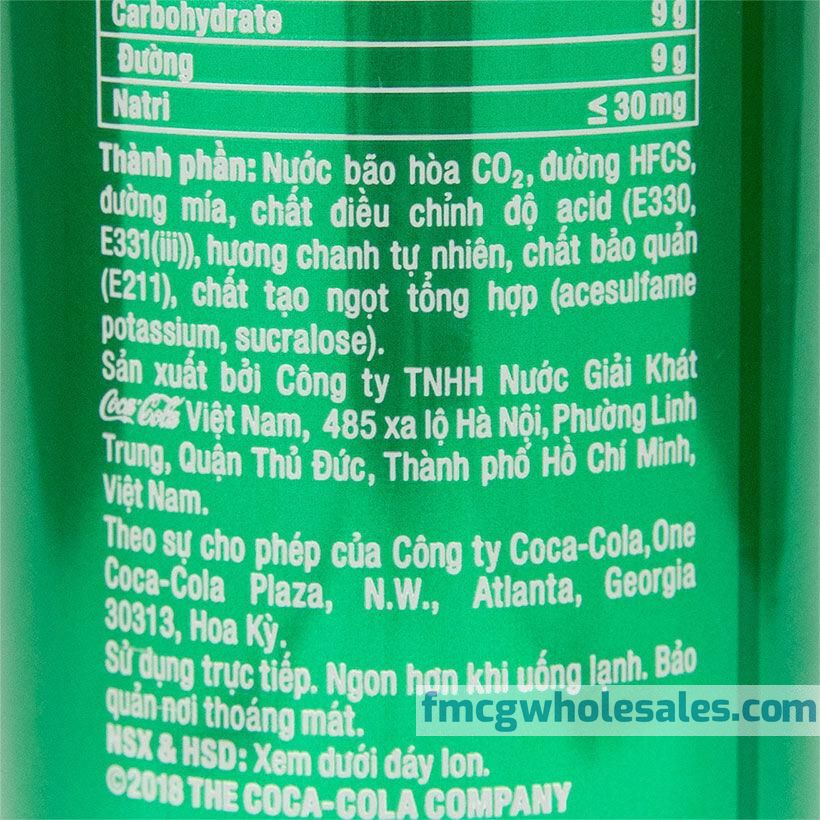 Carbohydrate 9 g
Đường 9 g
Natri ≤ 30 mg
Thành phần: Nước bão hòa CO₂, đường HFCS,
đường mía, chất điều chỉnh độ acid (E330,
E331(iii)), hương chanh tự nhiên, chất bảo quản
(E211), chất tạo ngọt tổng hợp (acesulfame
potassium, sucralose).
Sản xuất bởi Công ty TNHH Nước Giải Khát
Coca-Cola Việt Nam, 485 xa lộ Hà Nội, Phường Linh
Trung, Quận Thủ Đức, Thành phố Hồ Chí Minh,
Việt Nam.
Theo sự cho phép của Công ty Coca-Cola, One
Coca-Cola Plaza, N.W., Atlanta, Georgia
30313, Hoa Kỳ.
Sử dụng trực tiếp. Ngon hơn khi uống lạnh. Bảo
quản nơi thoáng mát.
fmcgwholesales.com
NSX & HSD: Xem dưới đáy lon.
©2018 THE COCA-COLA COMPANY